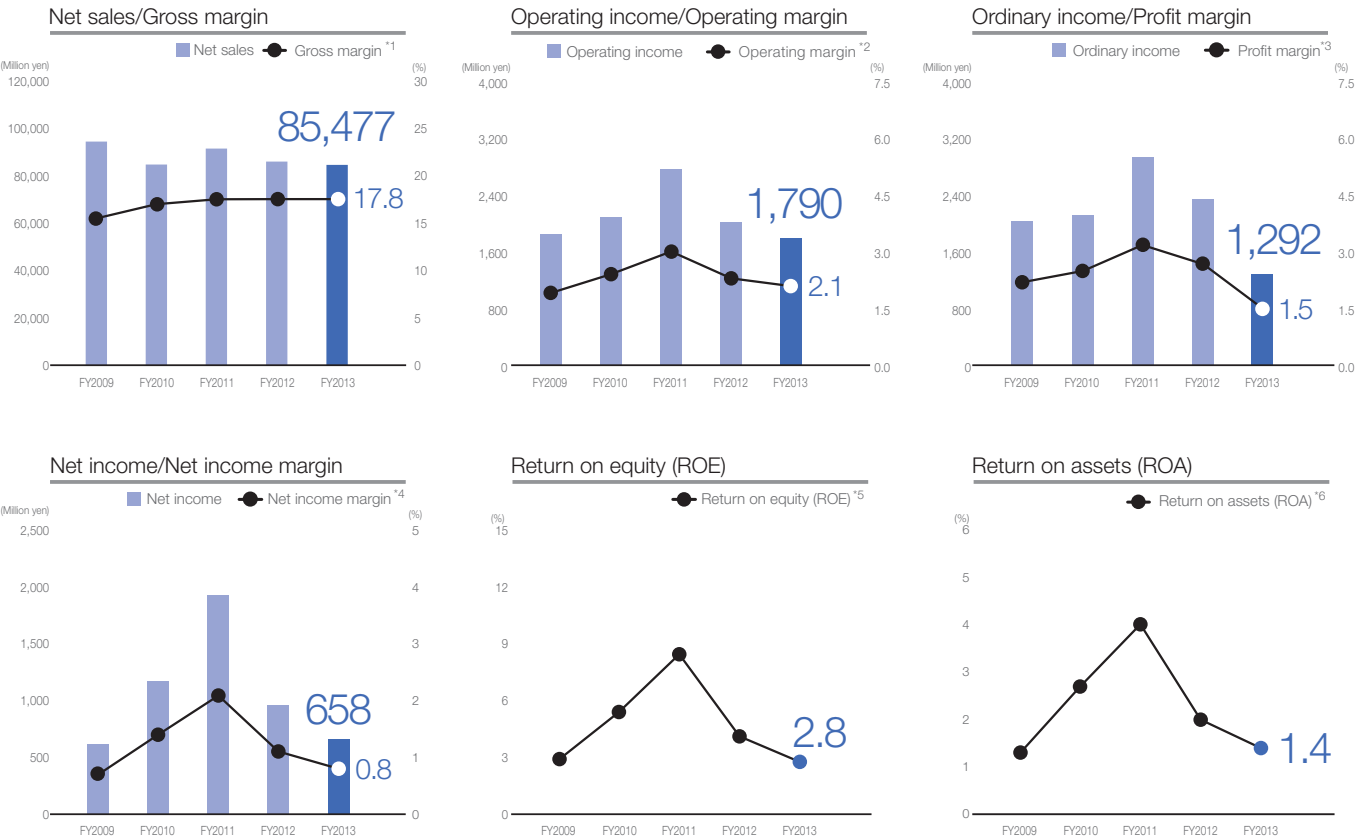 Net sales/Gross margin
Net sales Gross margin *1
(Million yen) (%)
120,000 30
100,000 25
80,000 20
60,000 15
40,000 10
20,000 5
0 0
85,477
17.8
FY2009 FY2010 FY2011 FY2012 FY2013
Operating income/Operating margin
Operating income Operating margin *2
(Million yen) (%)
4,000 7.5
3,200 6.0
2,400 4.5
1,600 3.0
800 1.5
0 0.0
1,790
2.1
FY2009 FY2010 FY2011 FY2012 FY2013
Ordinary income/Profit margin
Ordinary income Profit margin*3
(Million yen) (%)
4,000 7.5
3,200 6.0
2,400 4.5
1,600 3.0
800 1.5
0 0.0
1,292
1.5
FY2009 FY2010 FY2011 FY2012 FY2013
Net income/Net income margin
Net income Net income margin *4
(Million yen) (%)
2,500 5
2,000 4
1,500 3
1,000 2
500 1
0 0
658
0.8
FY2009 FY2010 FY2011 FY2012 FY2013
Return on equity (ROE)
Return on equity (ROE) *5
(%)
15
12
9
6
3
0
2.8
FY2009 FY2010 FY2011 FY2012 FY2013
Return on assets (ROA)
Return on assets (ROA) *6
(%)
6
5
4
3
2
1
0
1.4
FY2009 FY2010 FY2011 FY2012 FY2013